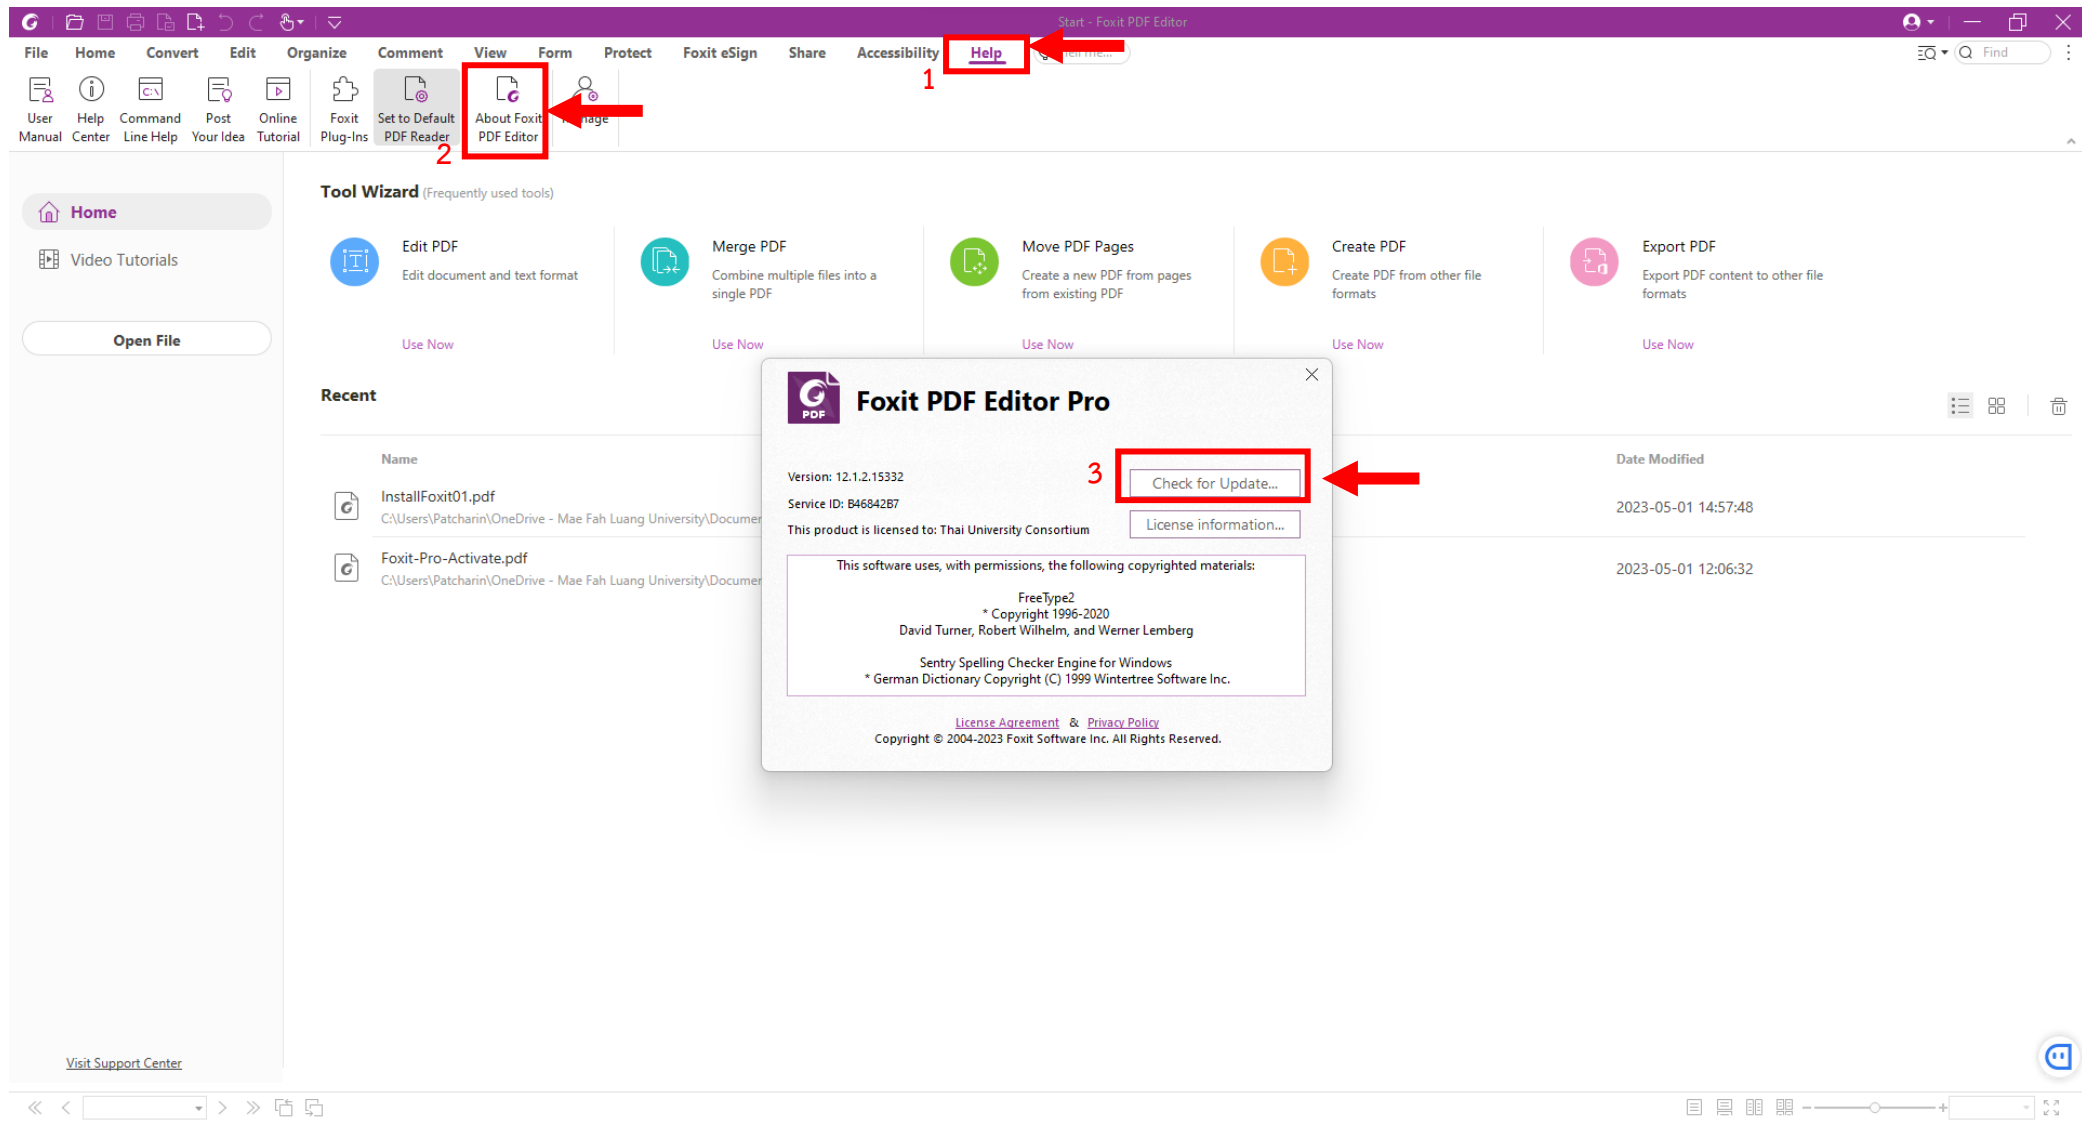 Start - Foxit PDF Editor
File Home Convert Edit Organize Comment View Form Protect Foxit eSign Share Accessibility Help
Find
1
User Manual
Help Center
Command Line Help
Post Your Idea
Online Tutorial
Foxit Plug-Ins
Set to Default PDF Reader
About Foxit PDF Editor
2
Tool Wizard (Frequently used tools)
Home
Video Tutorials
Open File
Edit PDF
Edit document and text format
Use Now
Merge PDF
Combine multiple files into a
single PDF
Use Now
Move PDF Pages
Create a new PDF from pages
from existing PDF
Use Now
Create PDF
Create PDF from other file
formats
Use Now
Export PDF
Export PDF content to other file
formats
Use Now
Recent
Name
Date Modified
InstallFoxit01.pdf
C:\Users\Patcharin\OneDrive - Mae Fah Luang University\Documer
2023-05-01 14:57:48
Foxit-Pro-Activate.pdf
C:\Users\Patcharin\OneDrive - Mae Fah Luang University\Documer
2023-05-01 12:06:32
PDF
Foxit PDF Editor Pro
Version: 12.1.2.15332
3
Check for Update...
Service ID: B46842B7
This product is licensed to: Thai University Consortium
License information...
This software uses, with permissions, the following copyrighted materials:
FreeType2
* Copyright 1996-2020
David Turner, Robert Wilhelm, and Werner Lemberg
Sentry Spelling Checker Engine for Windows
* German Dictionary Copyright (C) 1999 Wintertree Software Inc.
License Agreement & Privacy Policy
Copyright © 2004-2023 Foxit Software Inc. All Rights Reserved.
Visit Support Center